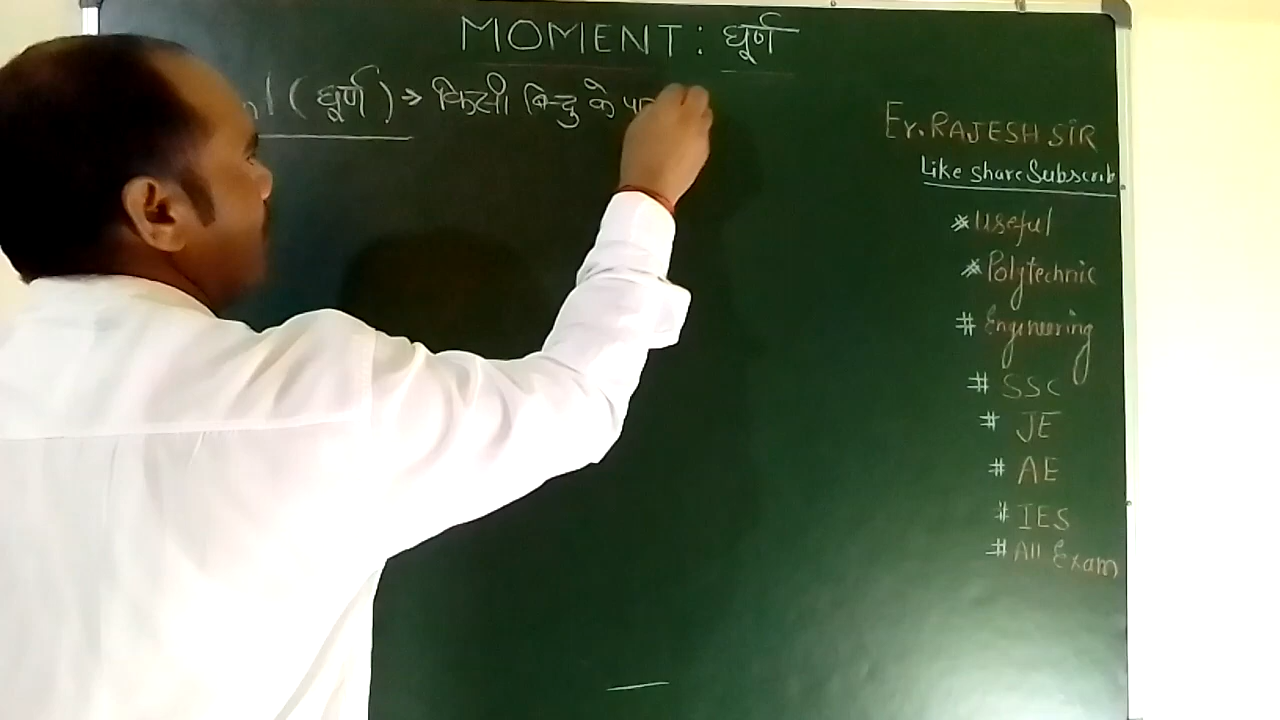 MOMENT : घूर्ण
(घूर्ण) → किसी बिन्दु के
Er. RAJESH SIR
Like share Subscrib
* Useful
* Polytechnic
# Engineering
# SSC
# JE
# AE
# IES
# All Exam